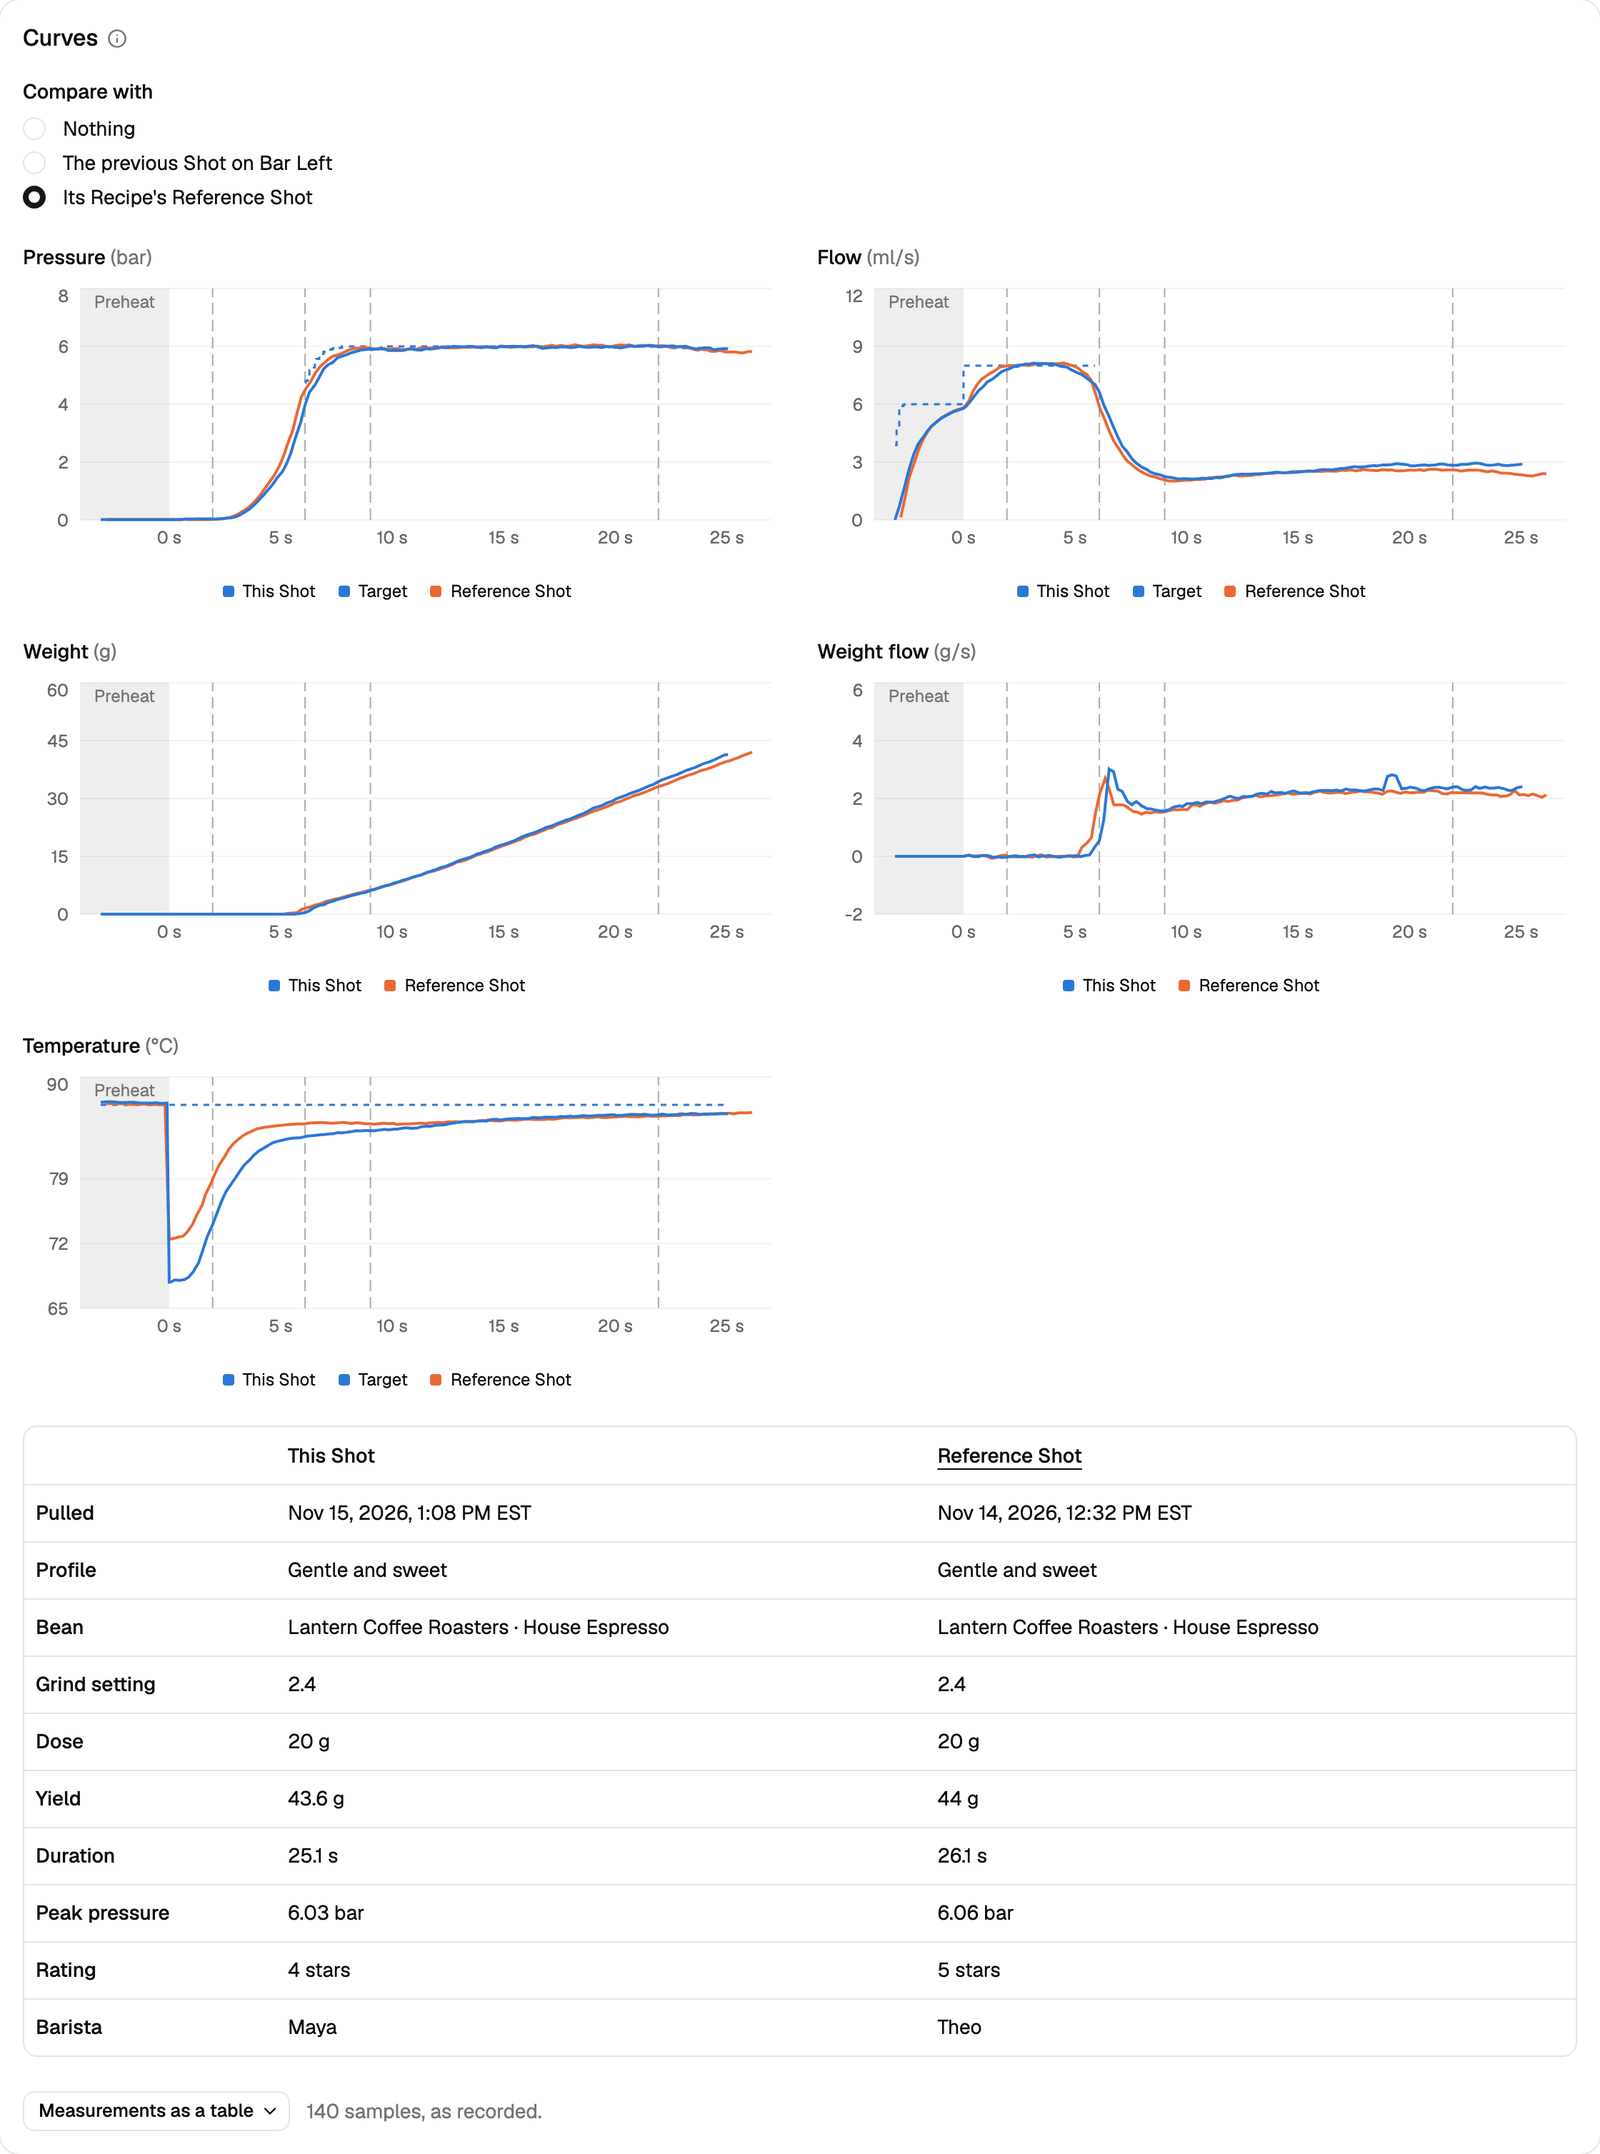 Curves
Compare with
Nothing
The previous Shot on Bar Left
Its Recipe's Reference Shot
Pressure (bar)
Preheat
8
6
4
2
0
0 s 5 s 10 s 15 s 20 s 25 s
This Shot Target Reference Shot
Flow (ml/s)
Preheat
12
9
6
3
0
0 s 5 s 10 s 15 s 20 s 25 s
This Shot Target Reference Shot
Weight (g)
Preheat
60
45
30
15
0
0 s 5 s 10 s 15 s 20 s 25 s
This Shot Reference Shot
Weight flow (g/s)
Preheat
6
4
2
0
-2
0 s 5 s 10 s 15 s 20 s 25 s
This Shot Reference Shot
Temperature (°C)
Preheat
90
79
72
65
0 s 5 s 10 s 15 s 20 s 25 s
This Shot Target Reference Shot
This Shot Reference Shot
Pulled Nov 15, 2026, 1:08 PM EST Nov 14, 2026, 12:32 PM EST
Profile Gentle and sweet Gentle and sweet
Bean Lantern Coffee Roasters · House Espresso Lantern Coffee Roasters · House Espresso
Grind setting 2.4 2.4
Dose 20 g 20 g
Yield 43.6 g 44 g
Duration 25.1 s 26.1 s
Peak pressure 6.03 bar 6.06 bar
Rating 4 stars 5 stars
Barista Maya Theo
Measurements as a table 140 samples, as recorded.